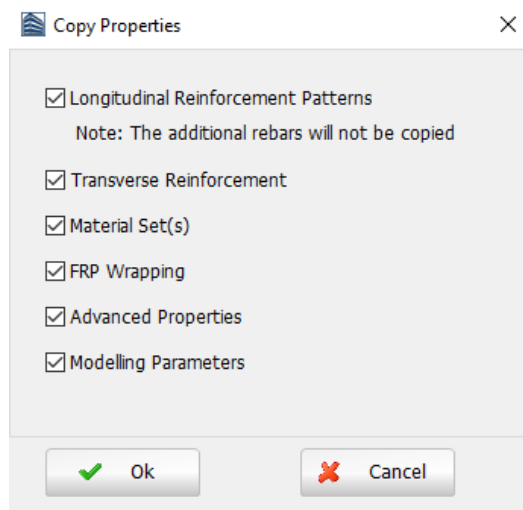 Copy Properties
Longitudinal Reinforcement Patterns
Note: The additional rebars will not be copied
Transverse Reinforcement
Material Set(s)
FRP Wrapping
Advanced Properties
Modelling Parameters
Ok
Cancel